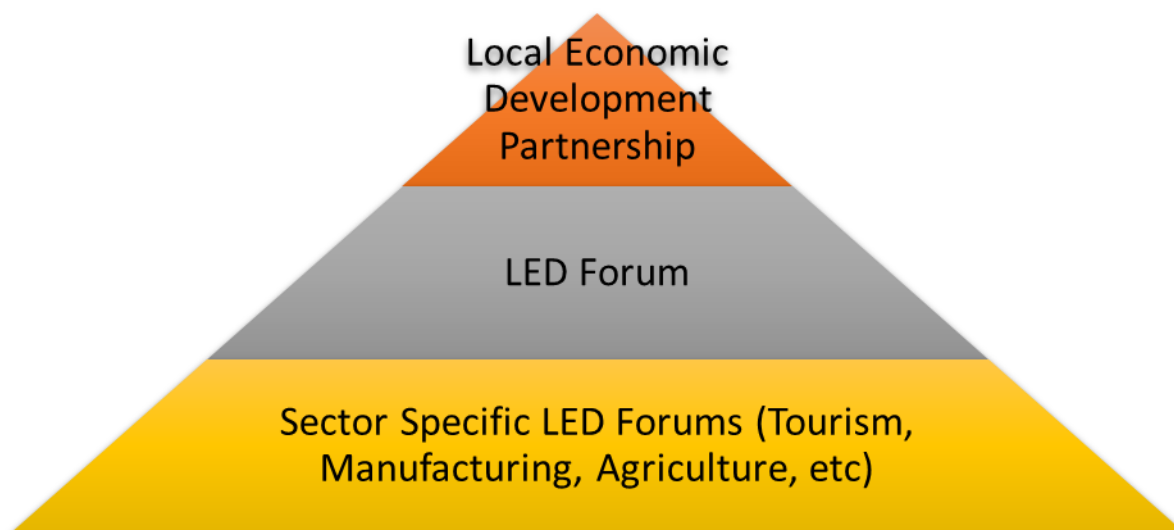 Local Economic
Development
Partnership
LED Forum
Sector Specific LED Forums (Tourism,
Manufacturing, Agriculture, etc)